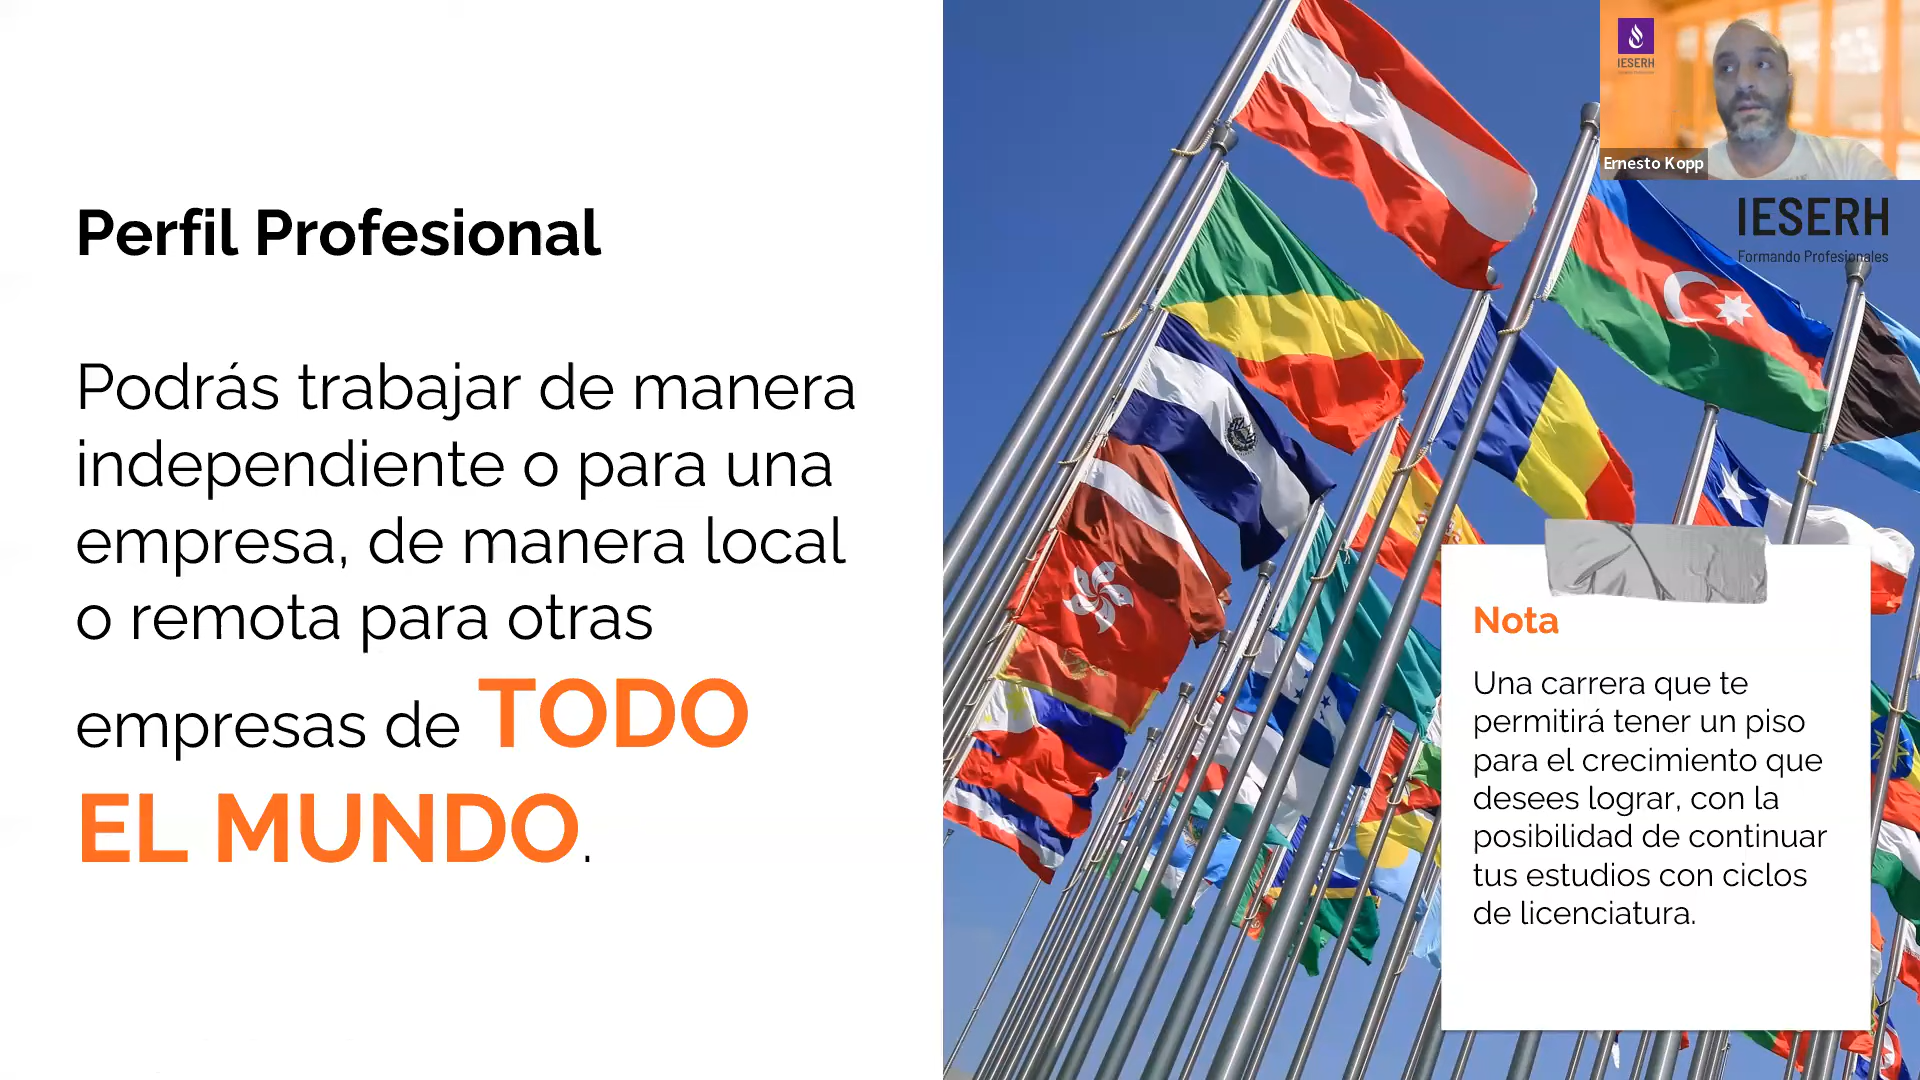 Perfil Profesional
Podrás trabajar de manera
independiente o para una
empresa, de manera local
o remota para otras
empresas de TODO
EL MUNDO.
IESERH
Ernesto Kopp
IESERH
Formando Profesionales
Nota
Una carrera que te
permitirá tener un piso
para el crecimiento que
desees lograr, con la
posibilidad de continuar
tus estudios con ciclos
de licenciatura.